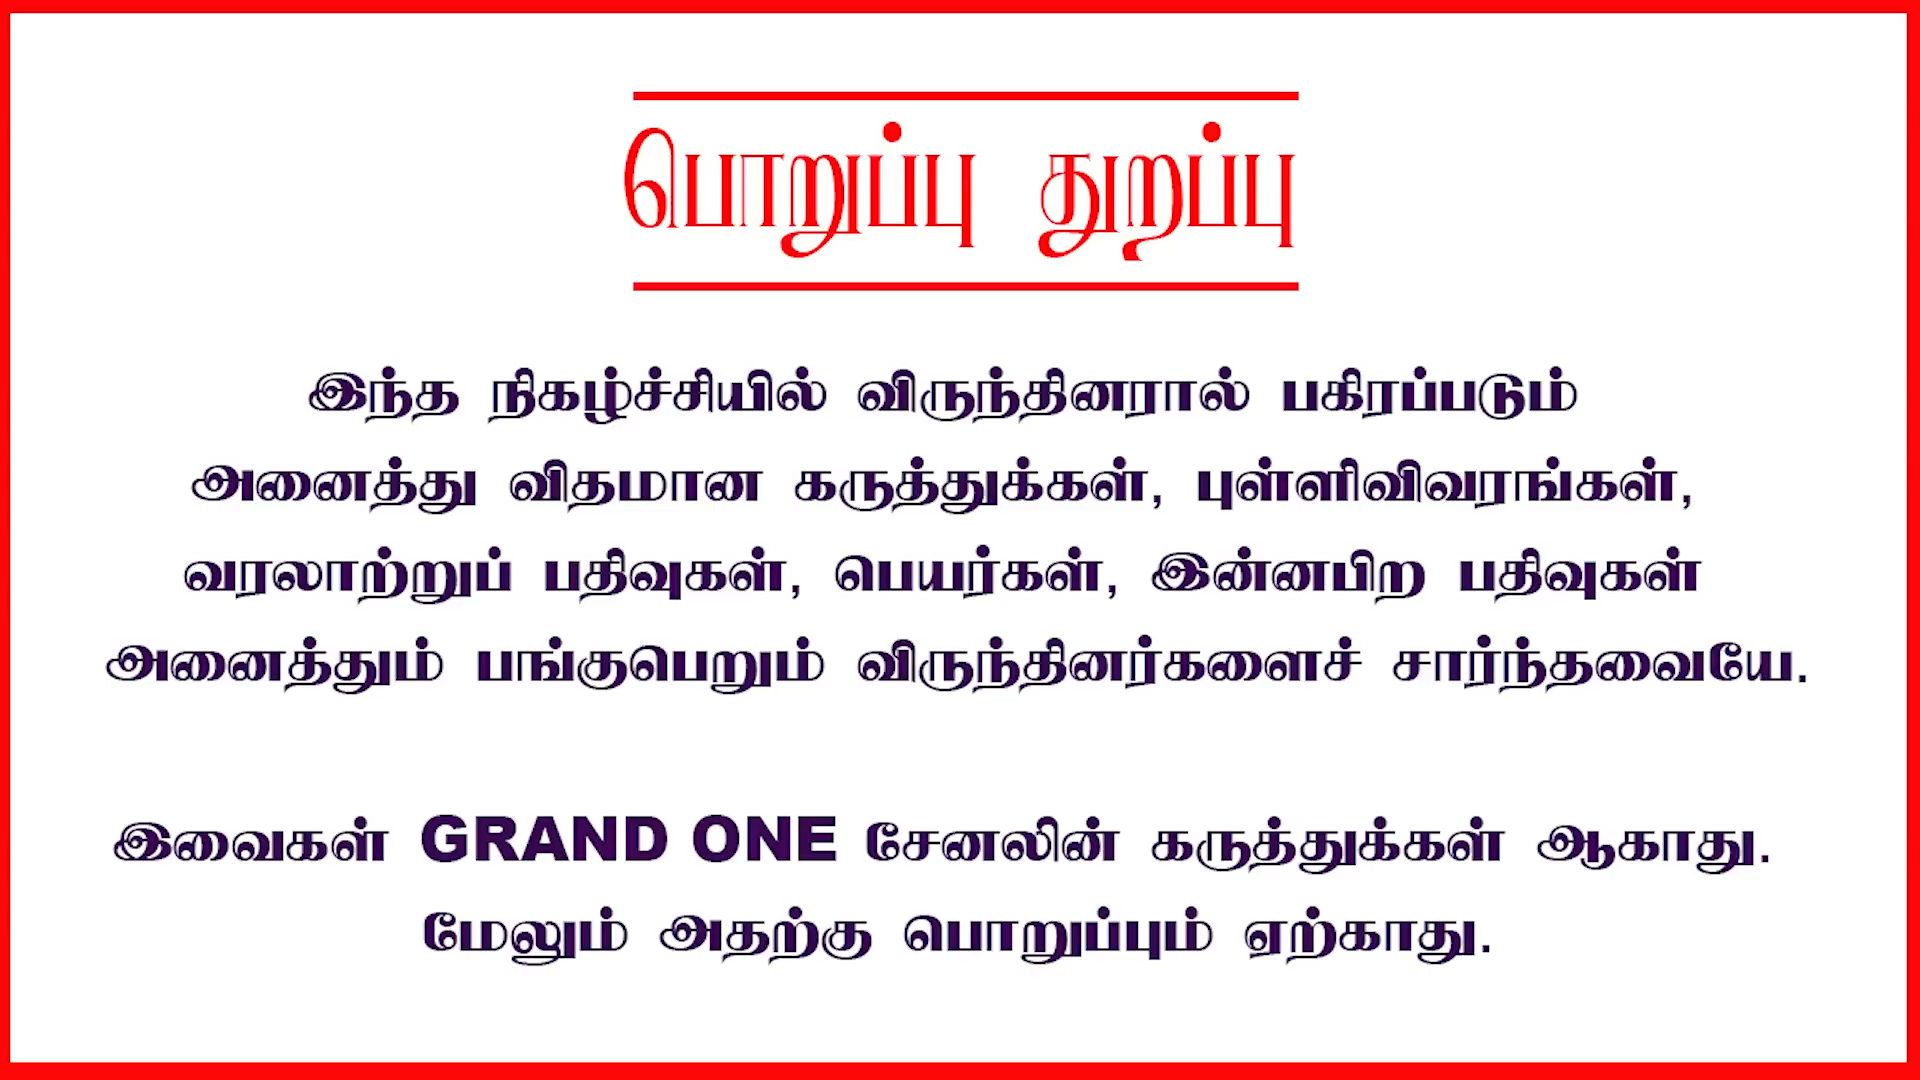 பொறுப்பு துறப்பு
இந்த நிகழ்ச்சியில் விருந்தினரால் பகிரப்படும்
அனைத்து விதமான கருத்துக்கள், புள்ளிவிவரங்கள்,
வரலாற்றுப் பதிவுகள், பெயர்கள், இன்னபிற பதிவுகள்
அனைத்தும் பங்குபெறும் விருந்தினர்களைச் சார்ந்தவையே.
இவைகள் GRAND ONE சேனலின் கருத்துக்கள் ஆகாது.
மேலும் அதற்கு பொறுப்பும் ஏற்காது.